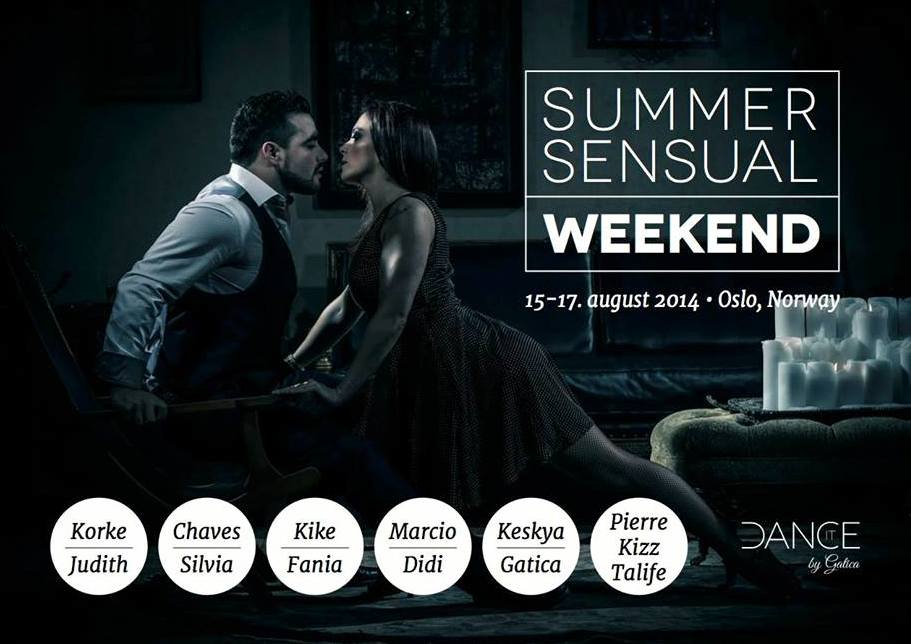 SUMMER
SENSUAL
WEEKEND
15-17. august 2014 • Oslo, Norway
Korke
Judith
Chaves
Silvia
Kike
Fania
Marcio
Didi
Keskya
Gatica
Pierre
Kizz
Talife
DANCE
IT
by Gatica